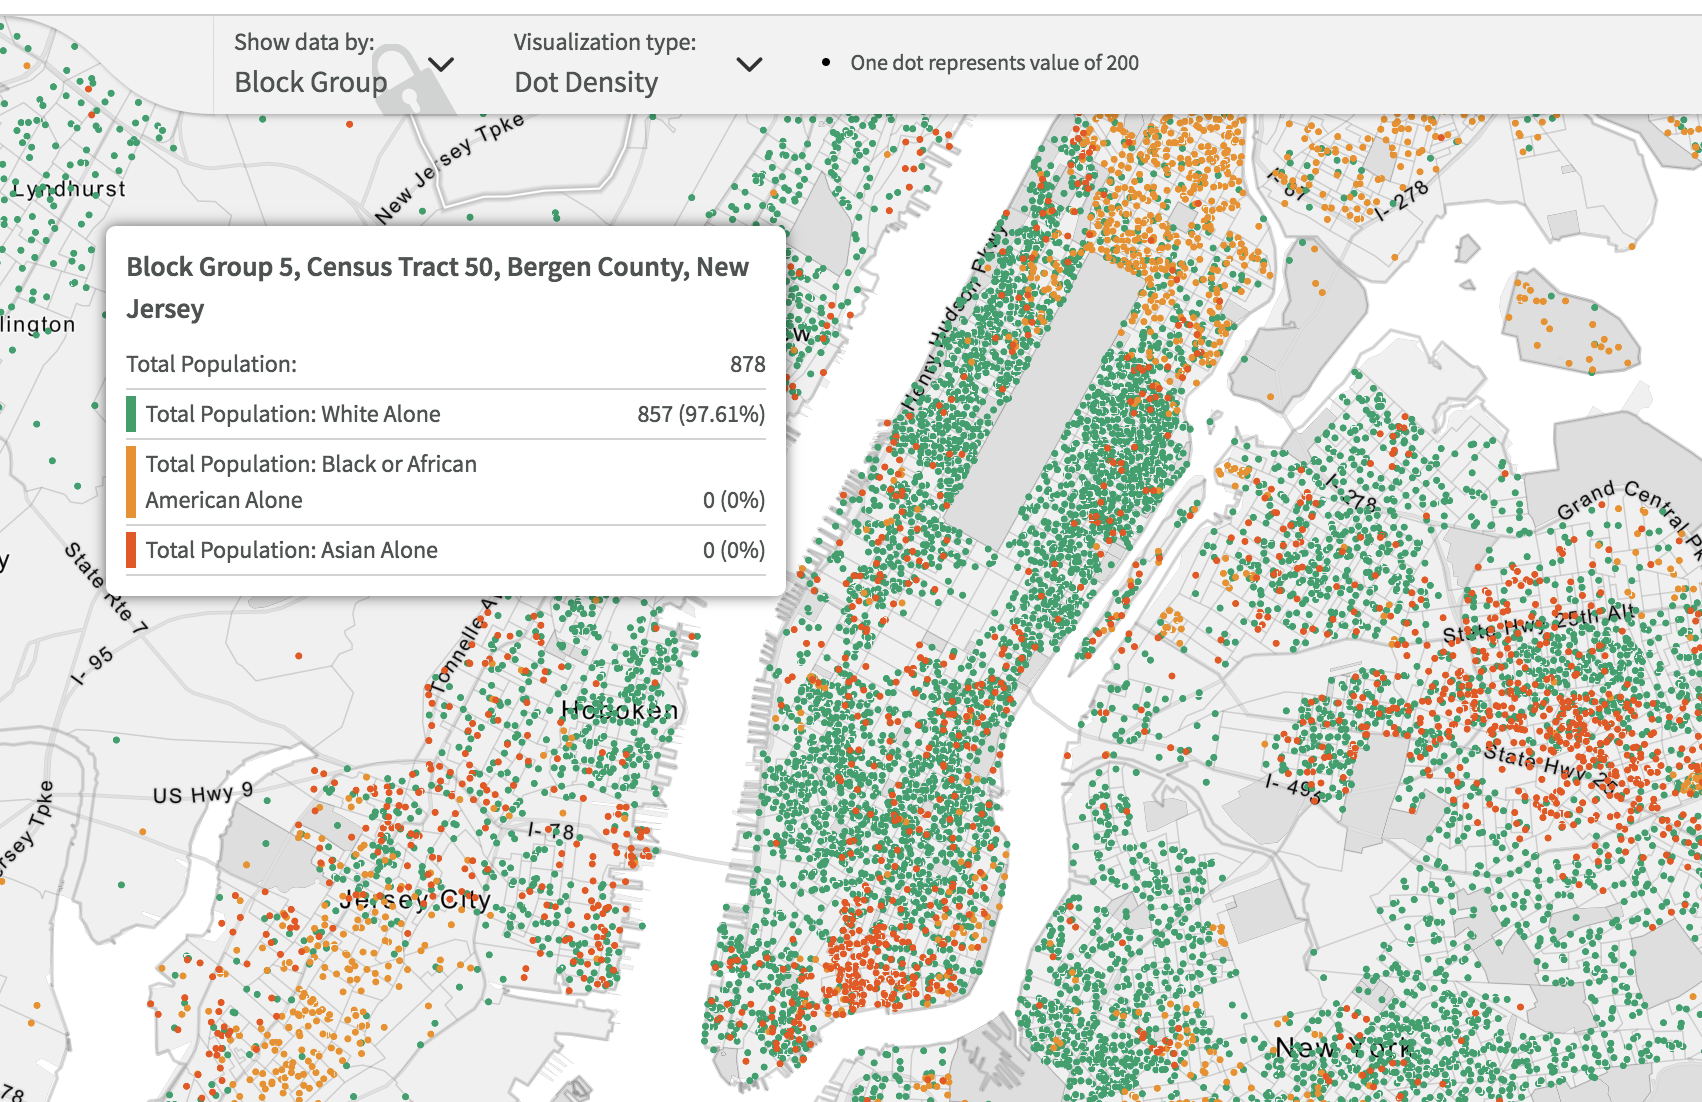 Show data by:
Block Group
Visualization type:
Dot Density
One dot represents value of 200
New Jersey Tpke
Lyndhurst
I- 278
Block Group 5, Census Tract 50, Bergen County, New
Jersey
Total Population:
878
Total Population: White Alone
857 (97.61%)
Total Population: Black or African
American Alone
0 (0%)
Total Population: Asian Alone
0 (0%)
lington
w
Henry Hudson Pkwy
I- 278
Grand Central Pk
y
State Rte 7
I- 95
Tonnelle A
State Hwy 25th Alt
Hoboken
State Hwy 25
I- 495
US Hwy 9
ersey Tpke
I- 78
Jersey City
New York
-78